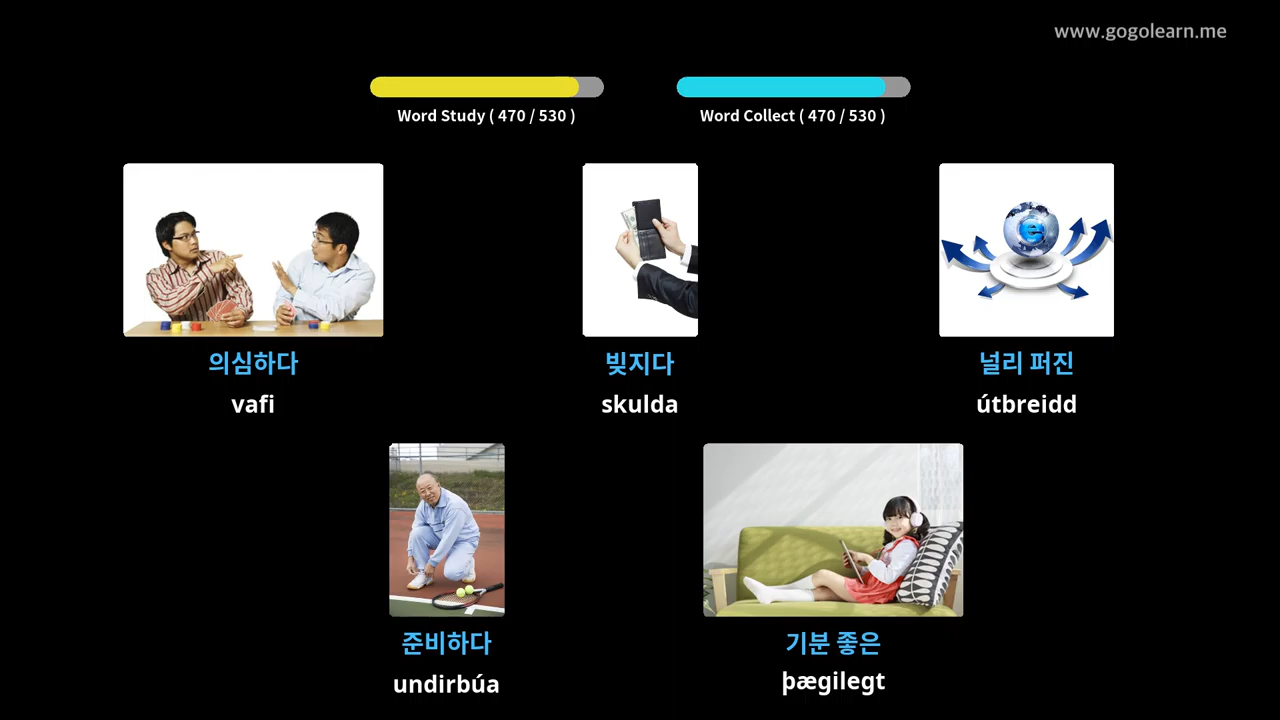 www.gogolearn.me
Word Study ( 470 / 530 )
Word Collect ( 470 / 530 )
의심하다
vafi
빚지다
skulda
널리 퍼진
útbreidd
준비하다
undirbúa
기분 좋은
þægilegt